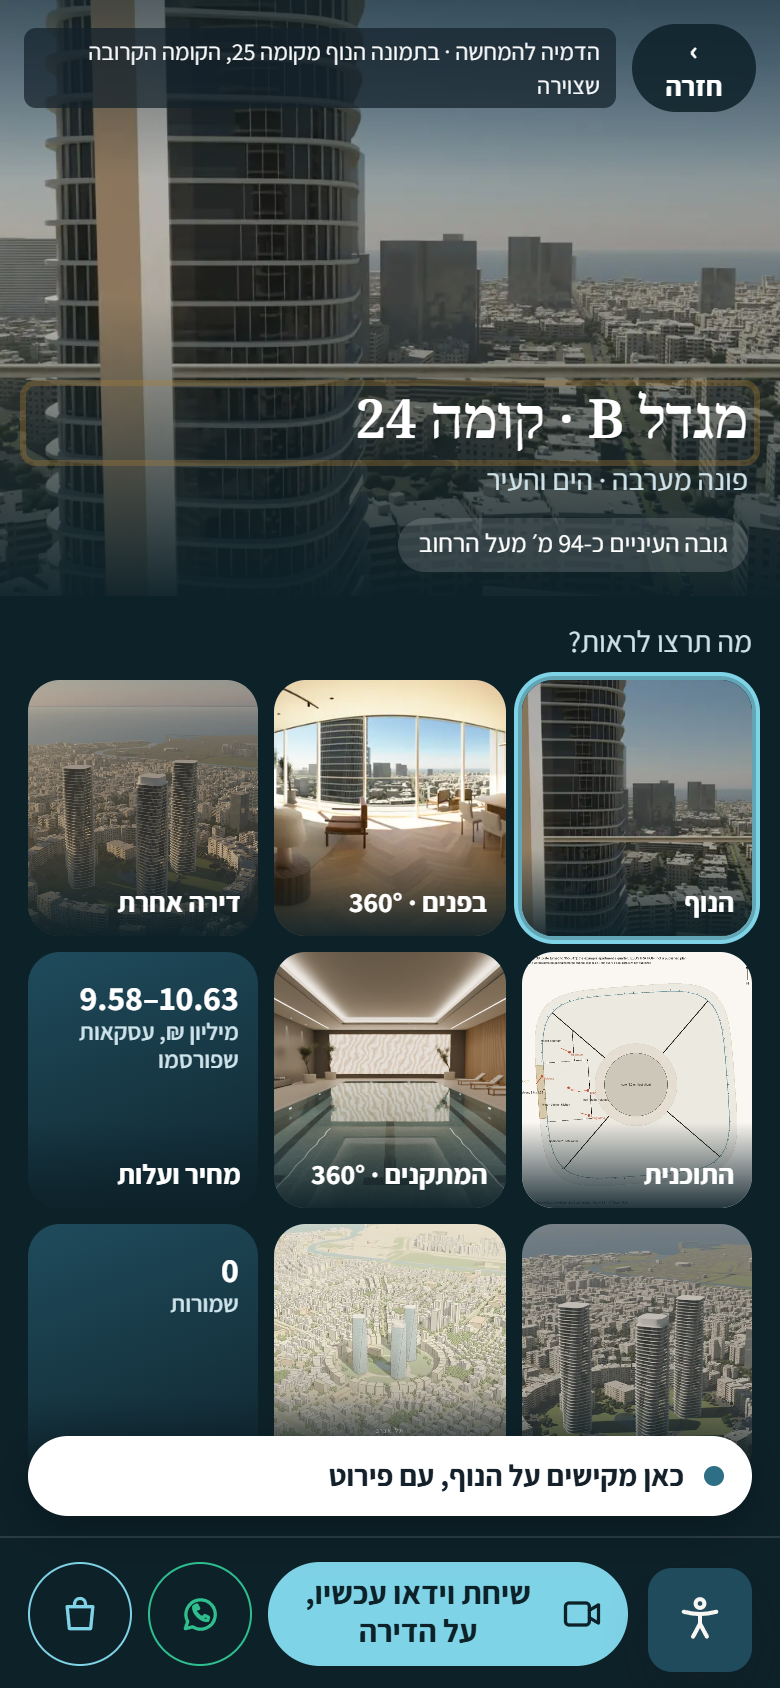 חזרה
הדמיה להמחשה · בתמונה הנוף מקומה 25, הקומה הקרובה
שצוירה
מגדל B · קומה 24
פונה מערבה · הים והעיר
גובה העיניים כ-94 מ׳ מעל הרחוב
מה תרצו לראות?
הנוף
בפנים · 360°
דירה אחרת
התוכנית
המתקנים · 360°
9.58–10.63
מיליון ₪, עסקאות
שפורסמו
מחיר ועלות
0
שמורות
תל אביב
כאן מקישים על הנוף, עם פירוט
שיחת וידאו עכשיו,
על הדירה